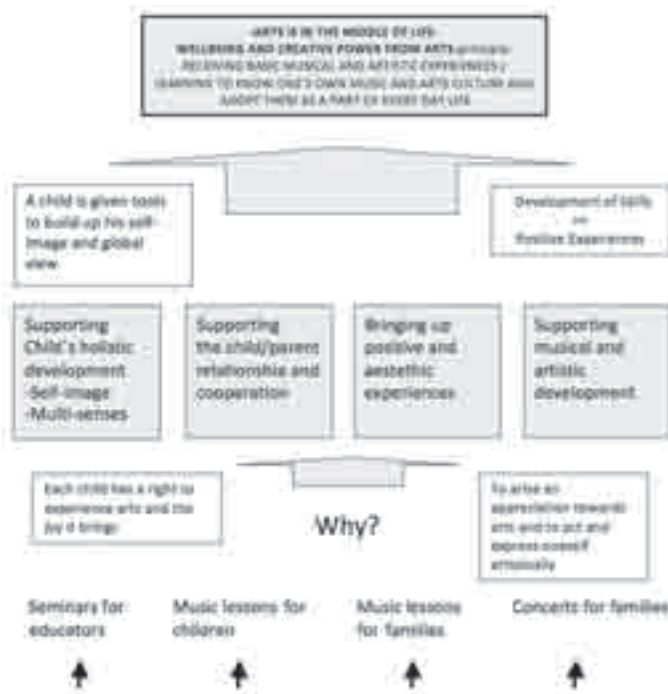 -ARTS IS IN THE MIDDLE OF LIFE-
WELLBEING AND CREATIVE POWER FROM ARTS
RECEIVING BASIC MUSICAL AND ARTISTIC EXPERIENCES /
LEARNING TO KNOW ONE'S OWN MUSIC AND ARTS CULTURE AND
ADOPT THEM AS A PART OF EVERY DAY LIFE
A child is given tools
to build up his self-
image and global
view
Development of Skills
Positive Experiences
Supporting
Child's holistic
development
-Self-image
-Multi-senses
Supporting
the child/parent
relationship and
cooperation
Bringing up
positive and
aestethic
experiences
Supporting
musical and
artistic
development
Each child has a right to
experience arts and the
joy it brings
Why?
To arise an
appreciation towards
arts and to act and
express oneself
artistically
Seminars for
educators
Music lessons for
children
Music lessons
for families
Concerts for families